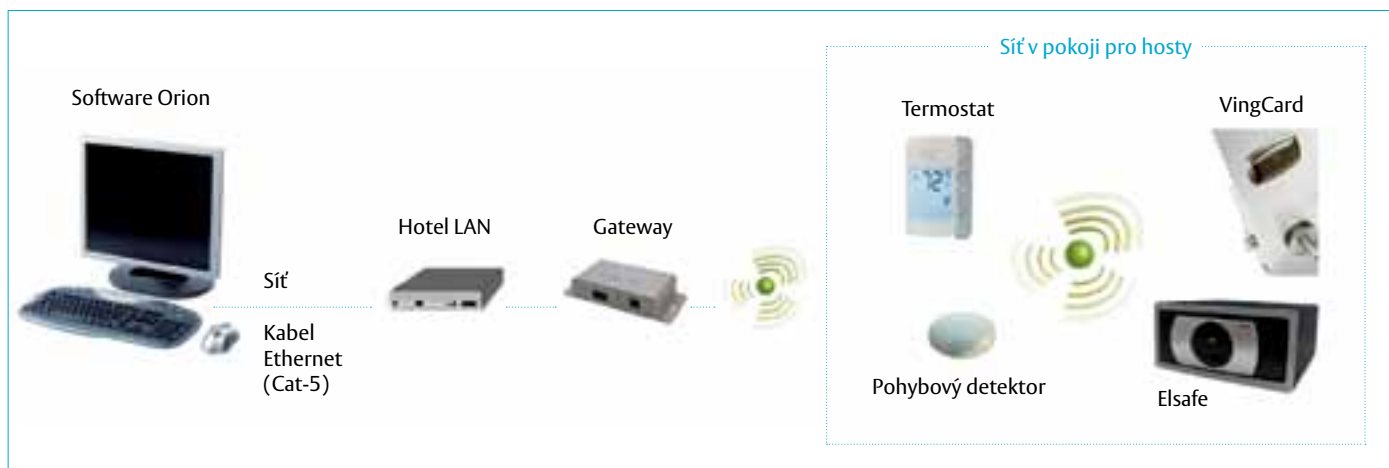 Síť v pokoji pro hosty
Software Orion
Termostat
VingCard
72°
Hotel LAN
Gateway
Síť
Kabel
Ethernet
(Cat-5)
Pohybový detektor
Elsafe